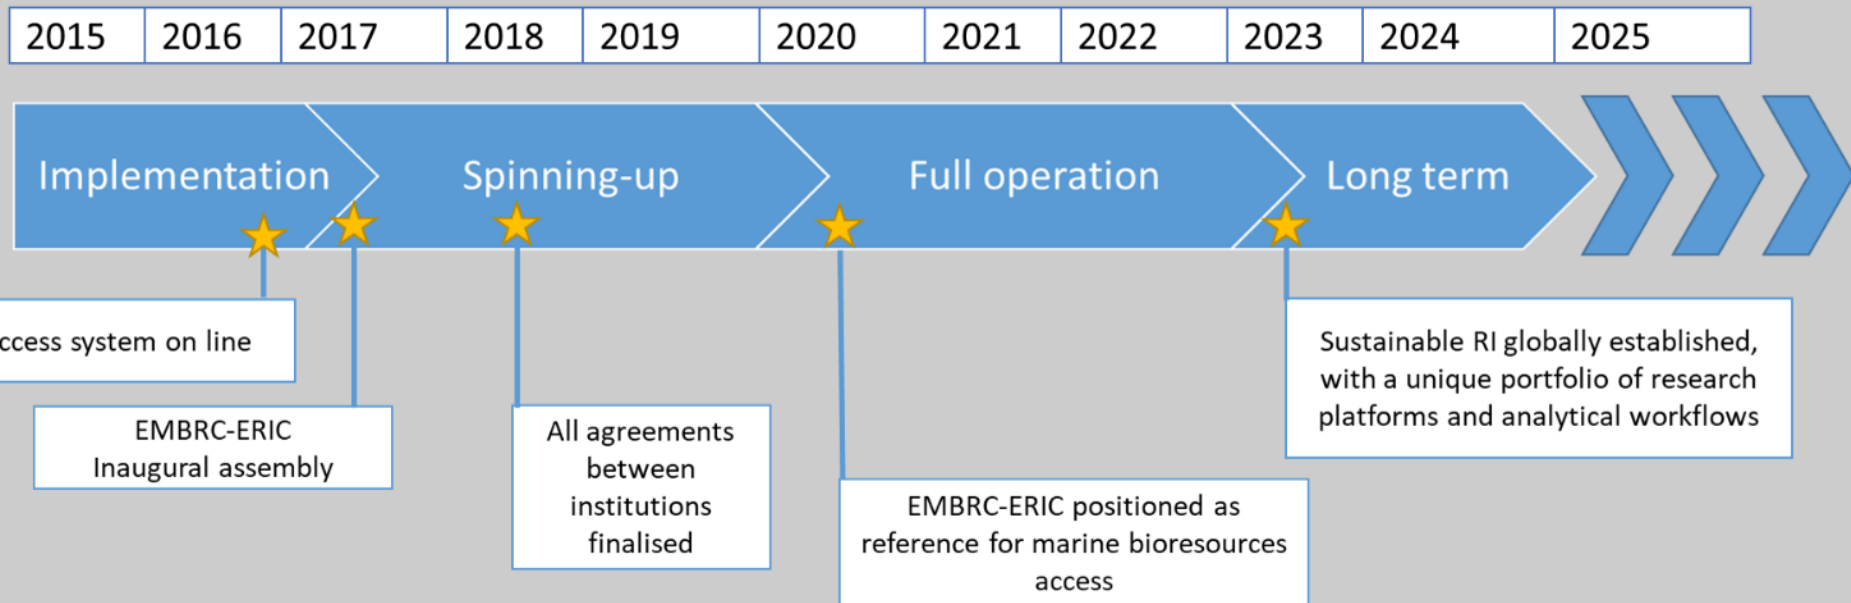 2015 2016 2017 2018 2019 2020 2021 2022 2023 2024 2025
Implementation Spinning-up Full operation Long term
ccess system on line
EMBRC-ERIC
Inaugural assembly
All agreements
between
institutions
finalised
EMBRC-ERIC positioned as
reference for marine bioresources
access
Sustainable RI globally established,
with a unique portfolio of research
platforms and analytical workflows